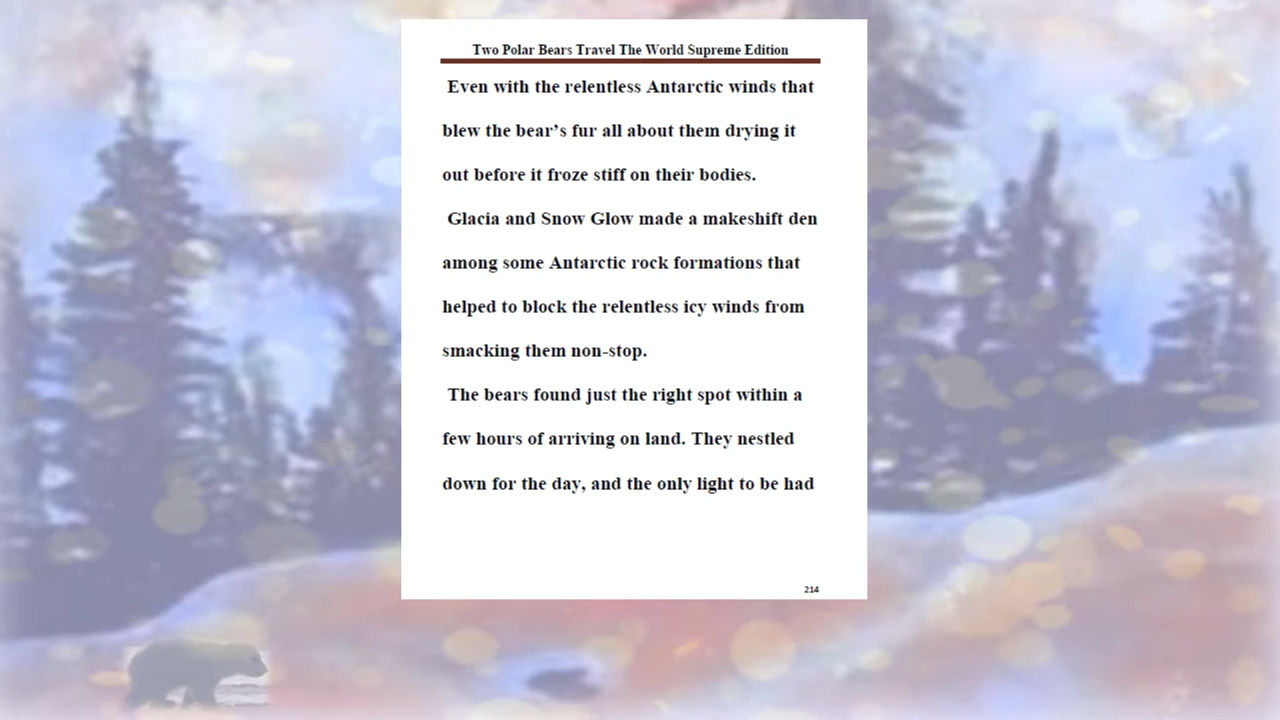 Two Polar Bears Travel The World Supreme Edition
Even with the relentless Antarctic winds that
blew the bear’s fur all about them drying it
out before it froze stiff on their bodies.
Glacia and Snow Glow made a makeshift den
among some Antarctic rock formations that
helped to block the relentless icy winds from
smacking them non-stop.
The bears found just the right spot within a
few hours of arriving on land. They nestled
down for the day, and the only light to be had
214